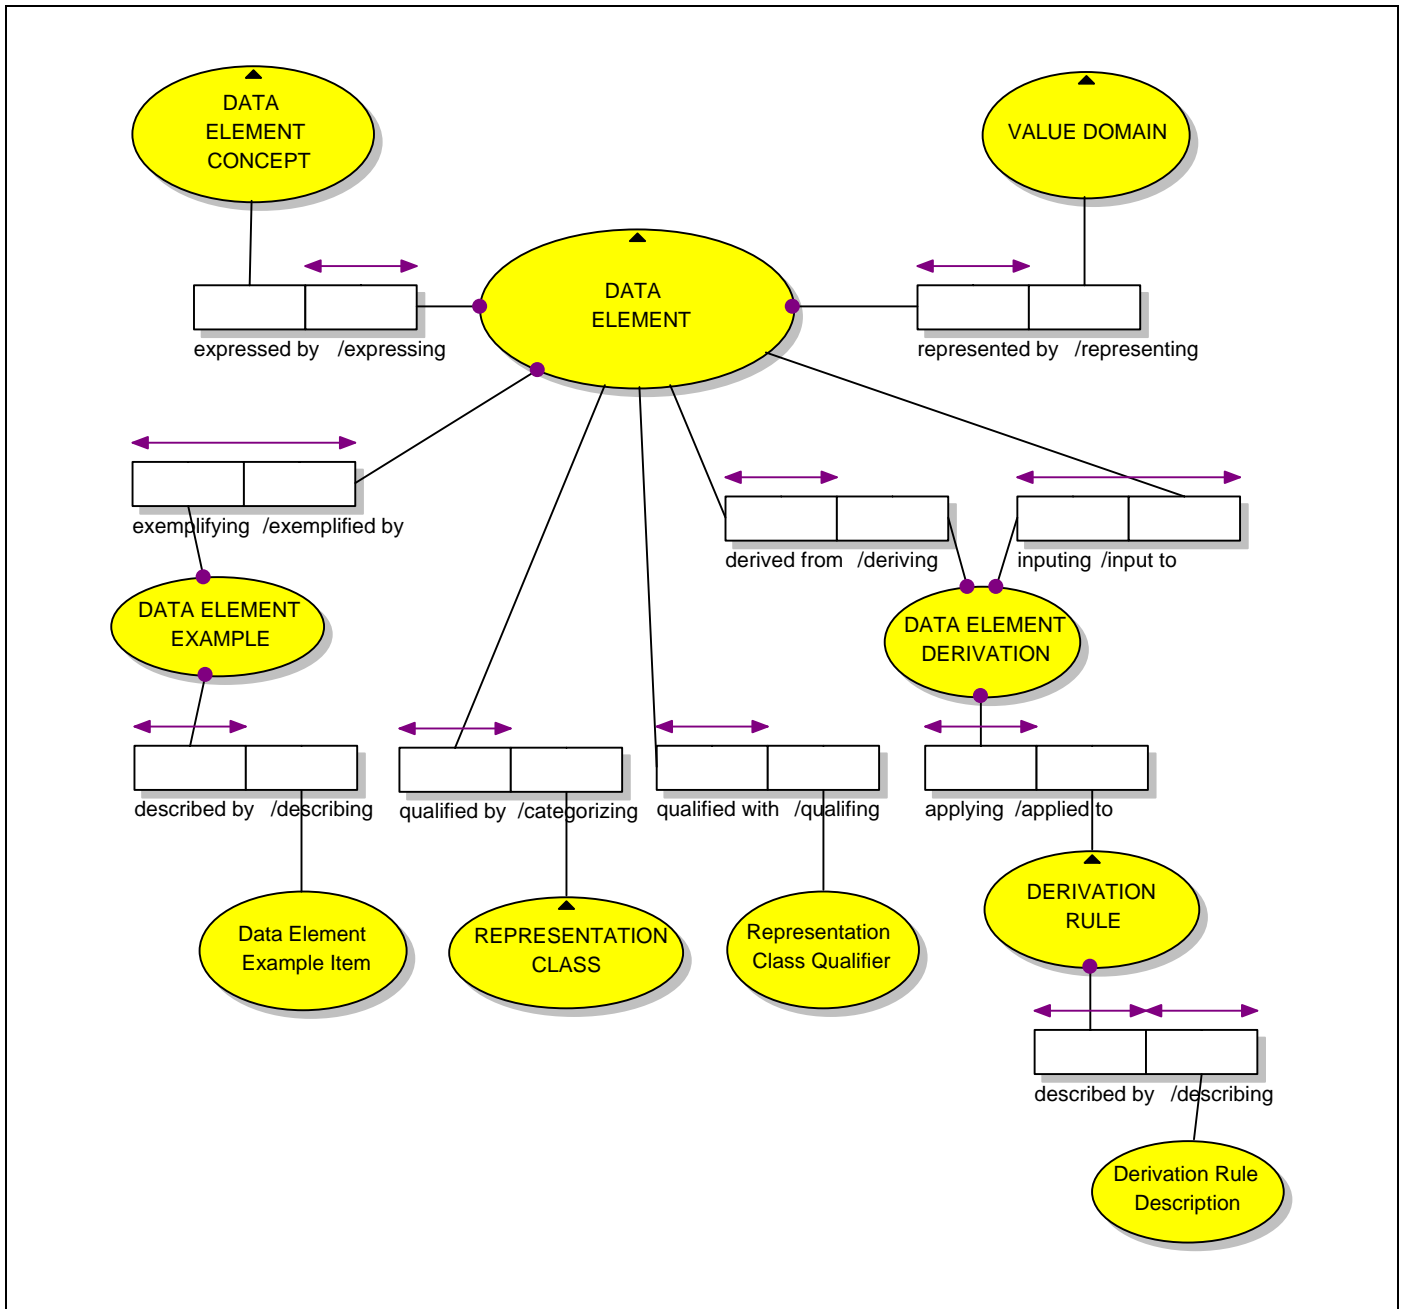 DATA
ELEMENT
CONCEPT
VALUE DOMAIN
DATA
ELEMENT
expressed by /expressing
represented by /representing
exemplifying /exemplified by
derived from /deriving
inputing /input to
DATA ELEMENT
EXAMPLE
DATA ELEMENT
DERIVATION
described by /describing
qualified by /categorizing
qualified with /qualifing
applying /applied to
Data Element
Example Item
REPRESENTATION
CLASS
Representation
Class Qualifier
DERIVATION
RULE
described by /describing
Derivation Rule
Description